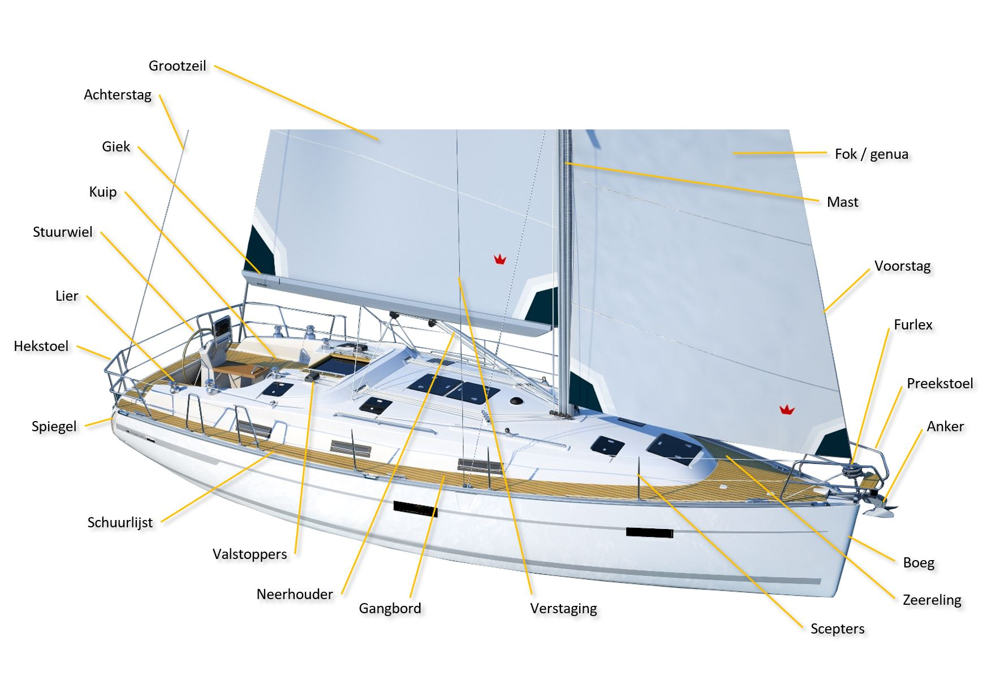 Grootzeil
Achterstag
Giek
Fok / genua
Kuip
Mast
Stuurwiel
Voorstag
Lier
Furlex
Hekstoel
Preekstoel
Spiegel
Anker
Schuurlijst
Valstoppers
Boeg
Neerhouder
Zeereling
Gangbord
Verstaging
Scepters